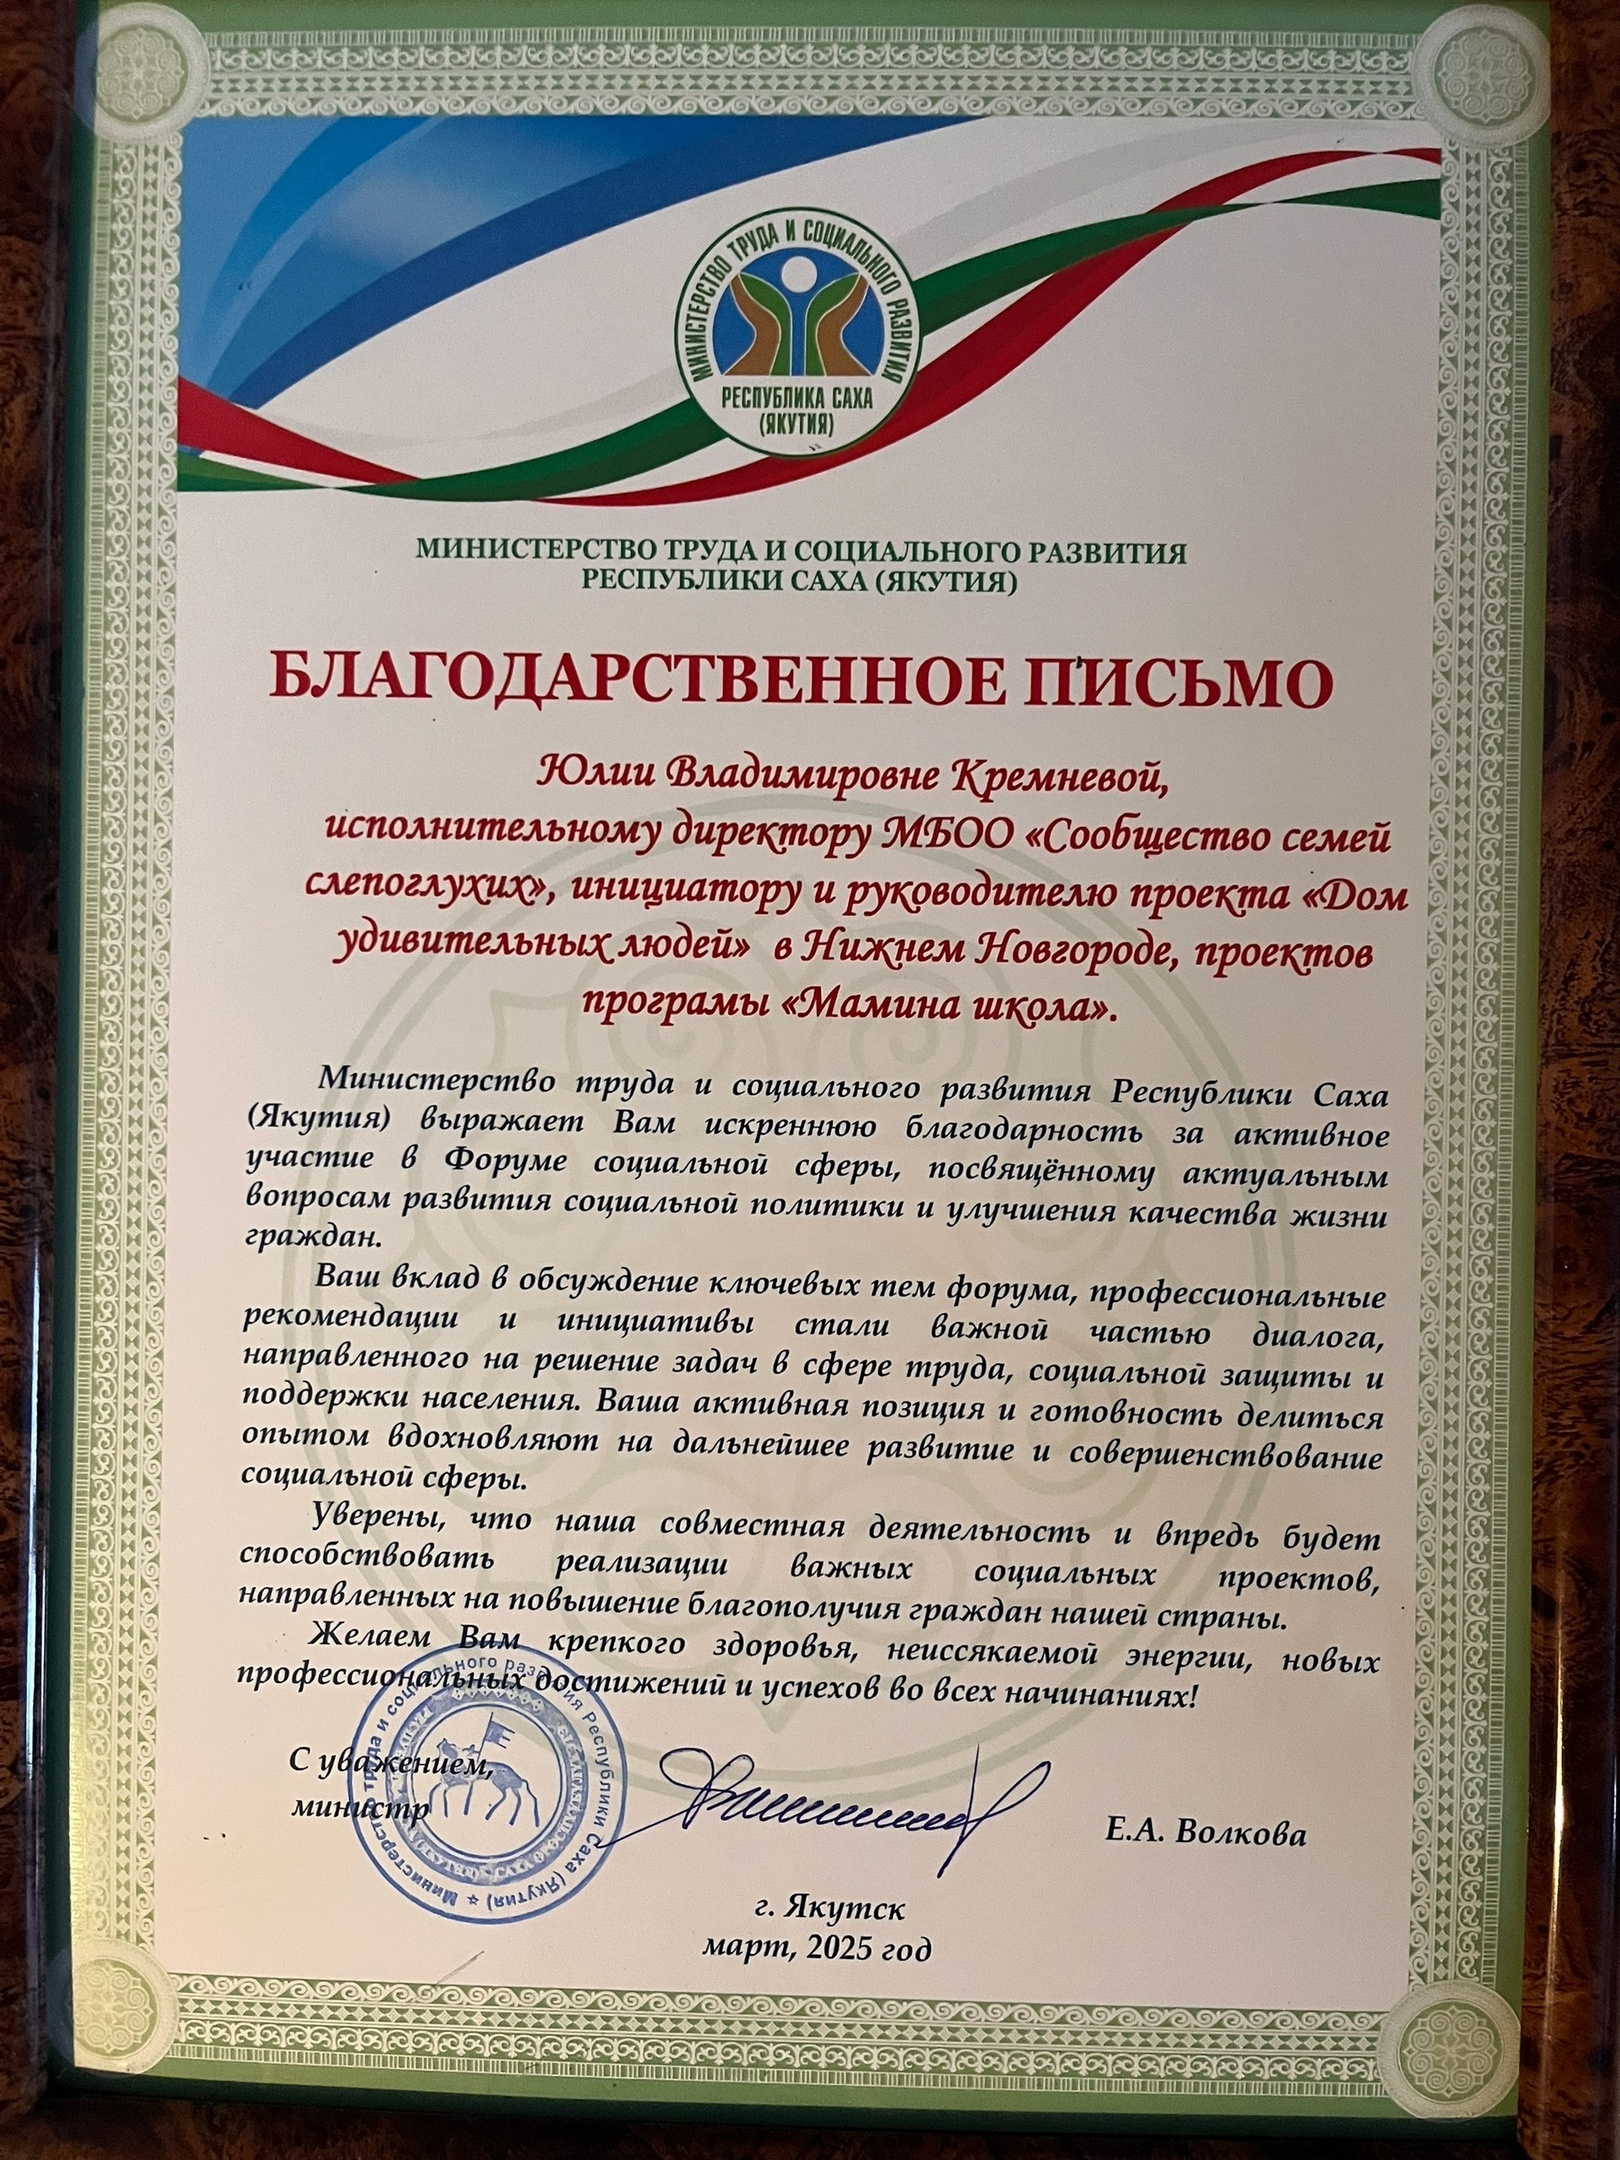 МИНИСТЕРСТВО ТРУДА И СОЦИАЛЬНОГО РАЗВИТИЯ
РЕСПУБЛИКА САХА
(ЯКУТИЯ)
МИНИСТЕРСТВО ТРУДА И СОЦИАЛЬНОГО РАЗВИТИЯ
РЕСПУБЛИКИ САХА (ЯКУТИЯ)
БЛАГОДАРСТВЕННОЕ ПИСЬМО
Юлии Владимировне Кремневой,
исполнительному директору МБОО «Сообщество семей
слепоглухих», инициатору и руководителю проекта «Дом
удивительных людей» в Нижнем Новгороде, проектов
програмы «Мамина школа».
Министерство труда и социального развития Республики Саха
(Якутия) выражает Вам искреннюю благодарность за активное
участие в Форуме социальной сферы, посвящённому актуальным
вопросам развития социальной политики и улучшения качества жизни
граждан.
Ваш вклад в обсуждение ключевых тем форума, профессиональные
рекомендации и инициативы стали важной частью диалога,
направленного на решение задач в сфере труда, социальной защиты и
поддержки населения. Ваша активная позиция и готовность делиться
опытом вдохновляют на дальнейшее развитие и совершенствование
социальной сферы.
Уверены, что наша совместная деятельность и впредь будет
способствовать реализации важных социальных проектов,
направленных на повышение благополучия граждан нашей страны.
Желаем Вам крепкого здоровья, неиссякаемой энергии, новых
профессиональных достижений и успехов во всех начинаниях!
С уважением,
министр
Е.А. Волкова
Министерство труда и социального развития Республики Саха (Якутия)
г. Якутск
март, 2025 год